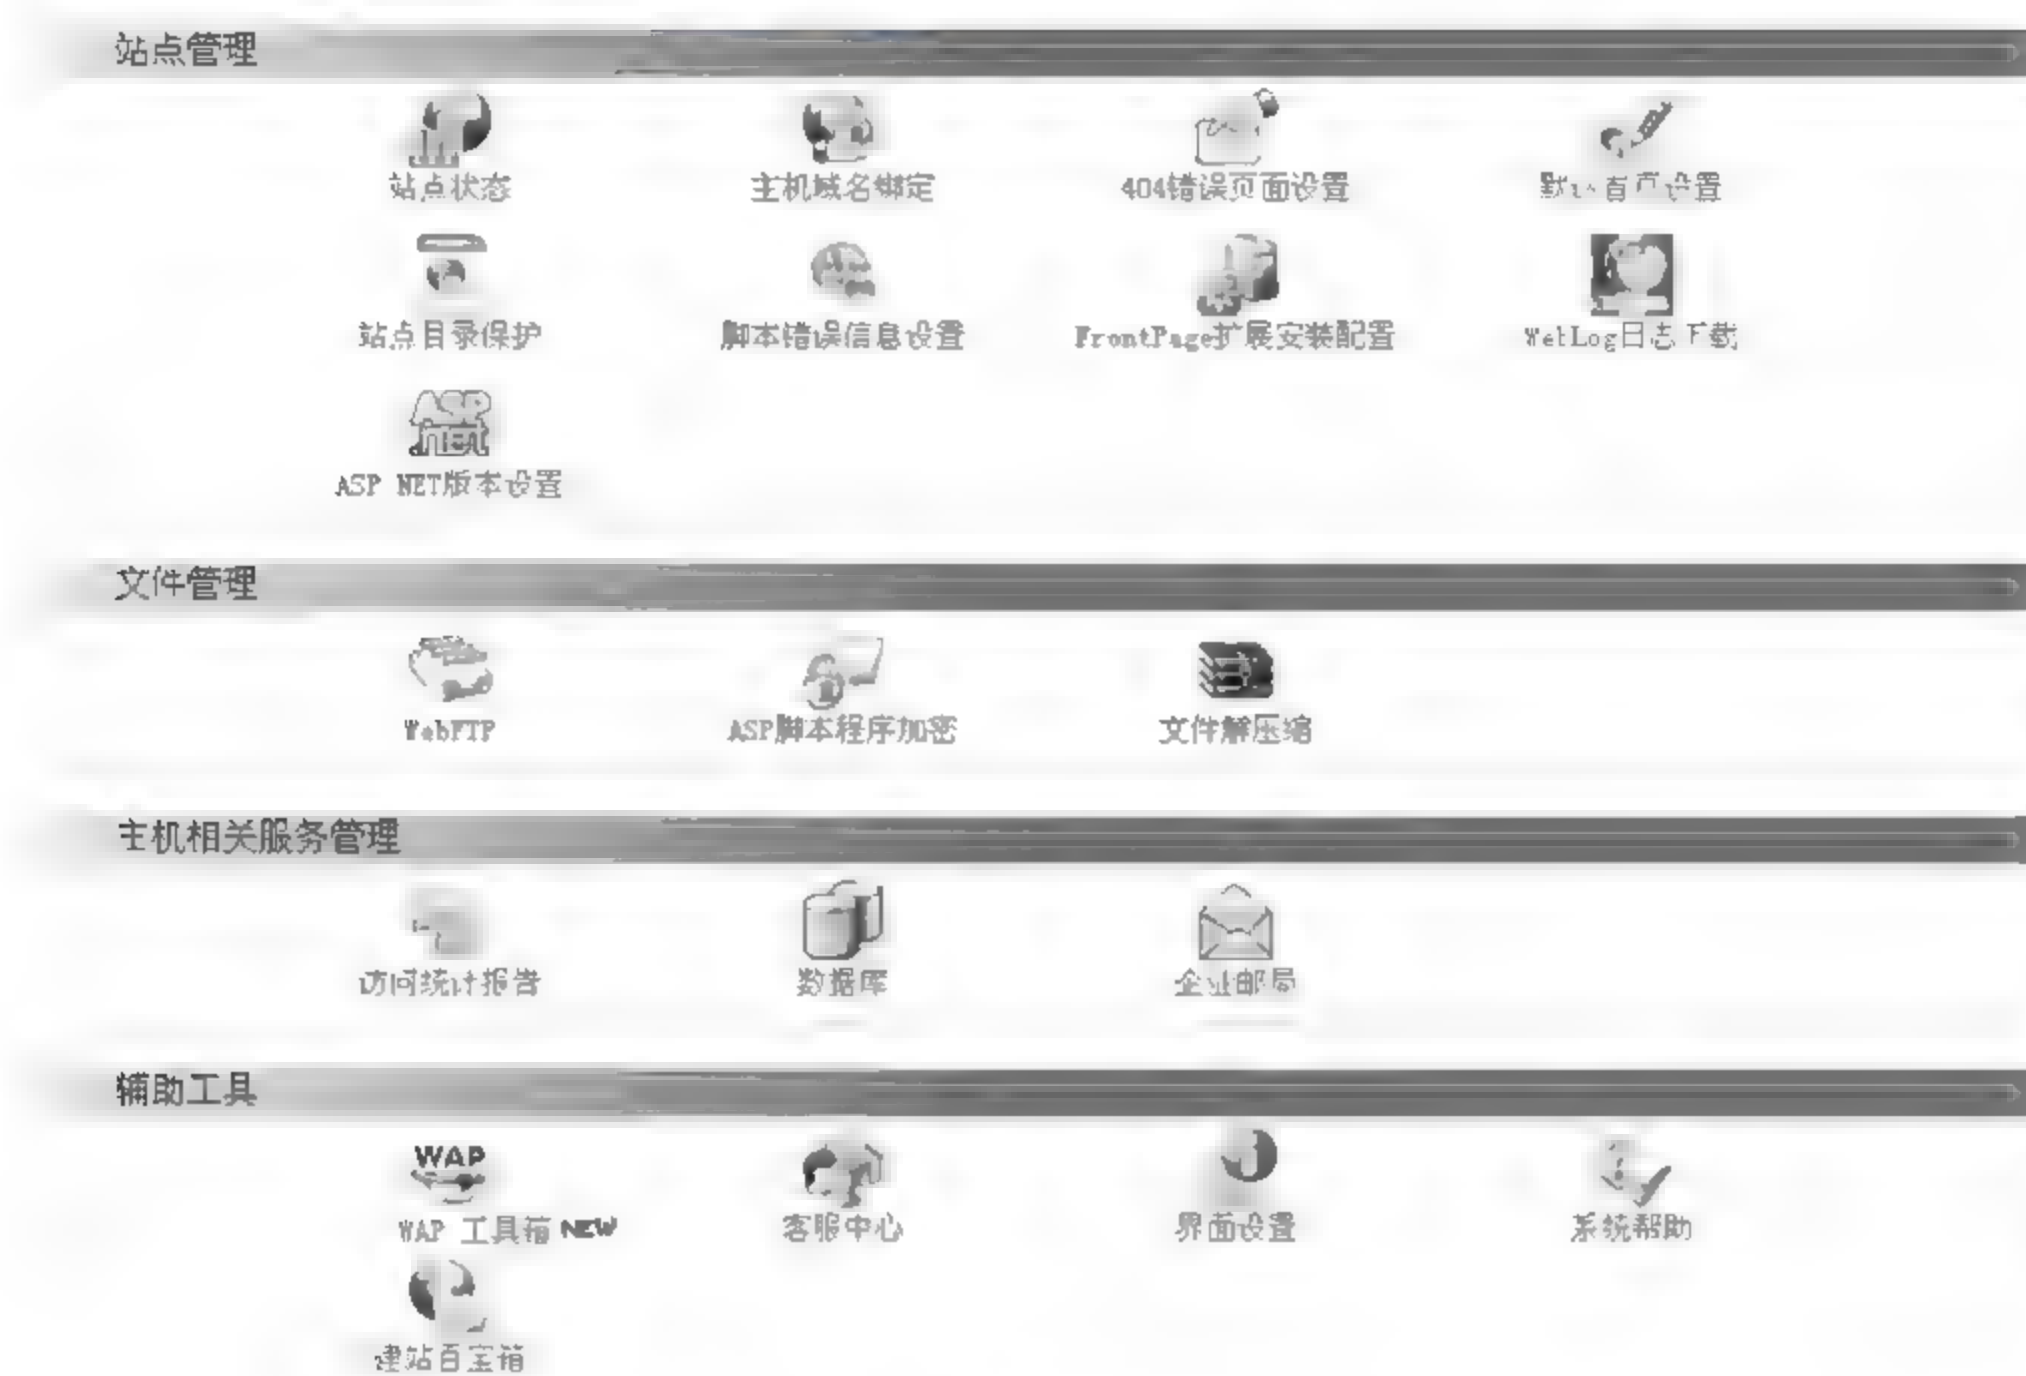 站点管理
站点状态 主机域名绑定 404错误页面设置 默认首页设置
站点目录保护 脚本错误信息设置 FrontPage扩展安装配置 WebLog日志下载
ASP NET版本设置
文件管理
WebFTP ASP脚本程序加密 文件解压缩
主机相关服务管理
访问统计报告 数据库 企业邮局
辅助工具
WAP
WAP 工具箱 NEW 客服中心 界面设置 系统帮助
建站百宝箱